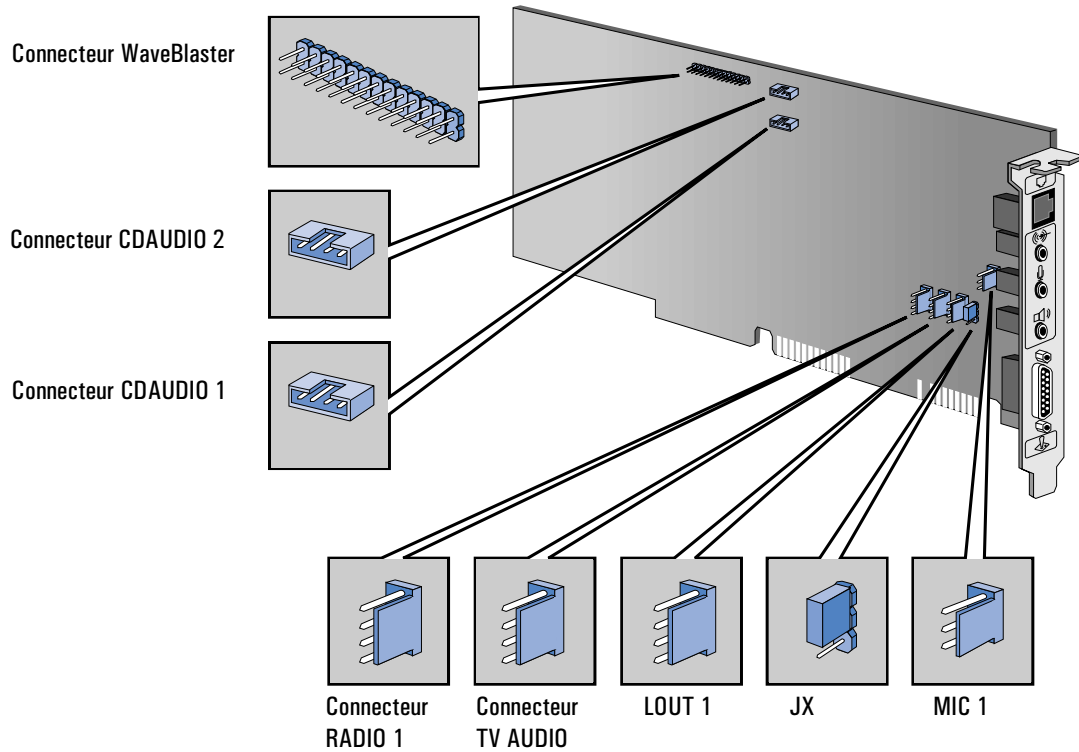 Connecteur WaveBlaster
Connecteur CDAUDIO 2
Connecteur CDAUDIO 1
Connecteur
RADIO 1
Connecteur
TV AUDIO
LOUT 1
JX
MIC 1